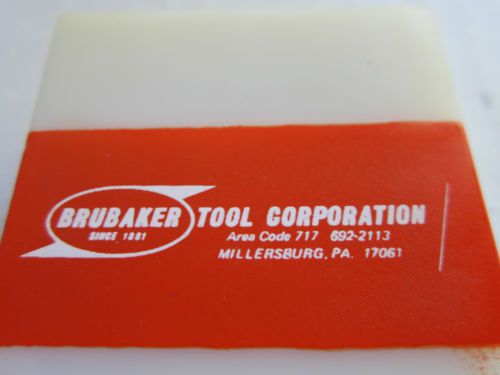 BRUBAKER TOOL CORPORATION
SINCE 1881 Area Code 717 692-2113
MILLERSBURG, PA. 17061